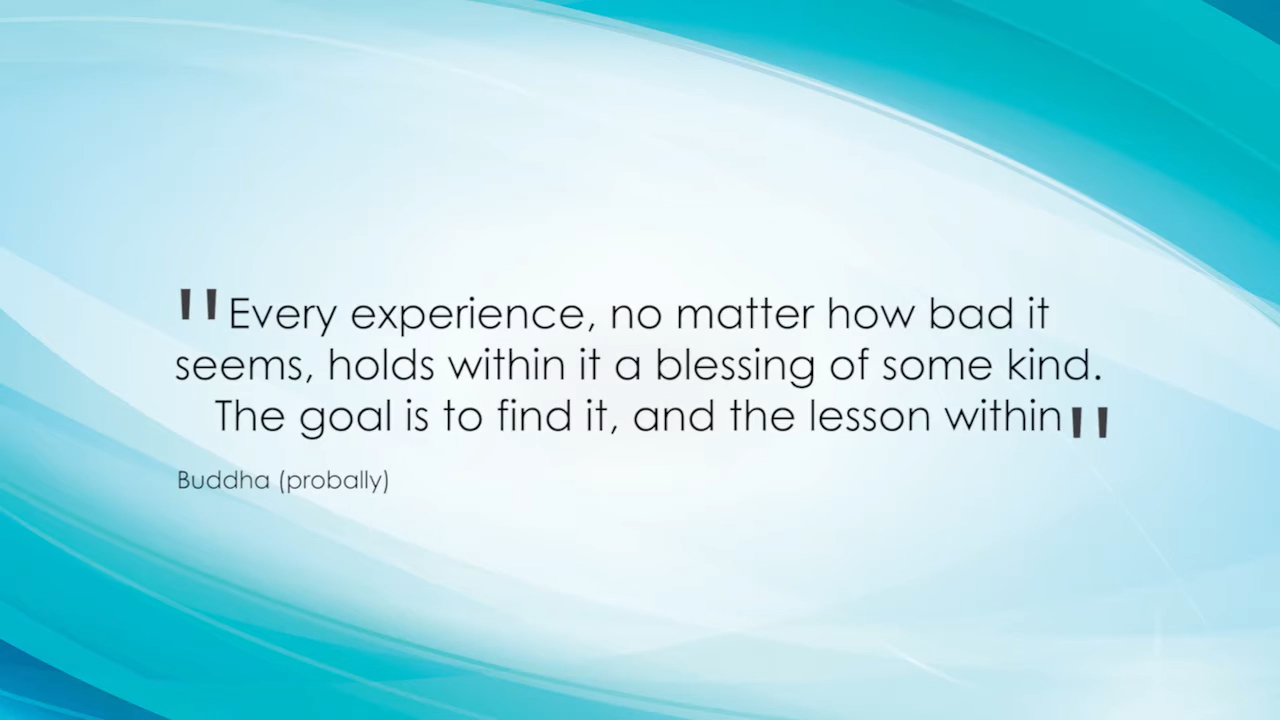 "Every experience, no matter how bad it
seems, holds within it a blessing of some kind.
The goal is to find it, and the lesson within"
Buddha (probally)